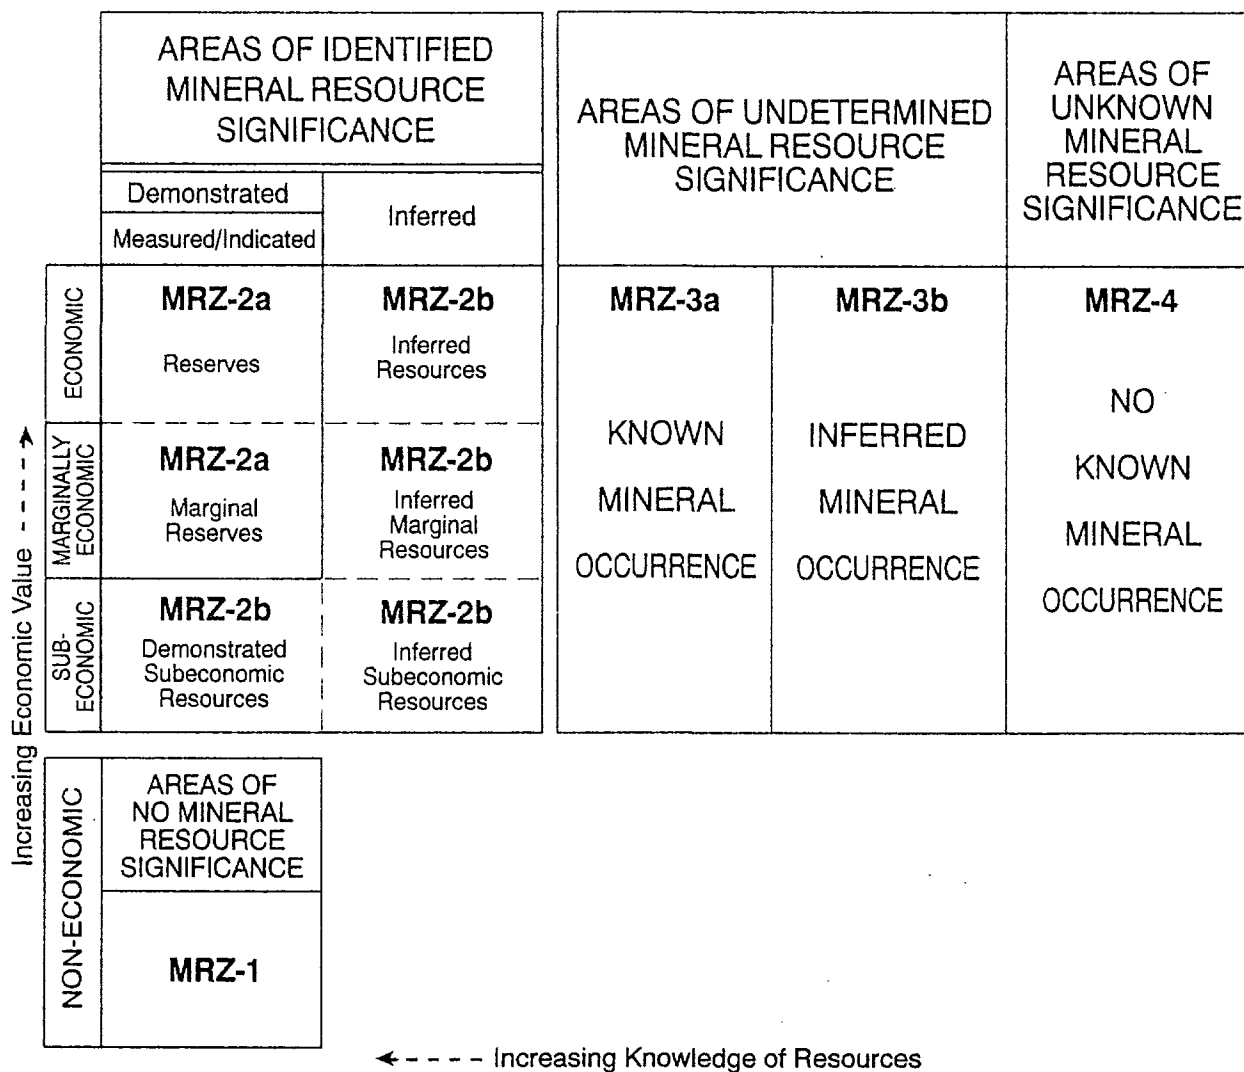 AREAS OF IDENTIFIED
MINERAL RESOURCE
SIGNIFICANCE
AREAS OF UNDETERMINED
MINERAL RESOURCE
SIGNIFICANCE
AREAS OF
UNKNOWN
MINERAL
RESOURCE
SIGNIFICANCE
Demonstrated
Measured/Indicated
Inferred
ECONOMIC
MRZ-2a
Reserves
MRZ-2b
Inferred
Resources
MRZ-3a
KNOWN
MINERAL
OCCURRENCE
MRZ-3b
INFERRED
MINERAL
OCCURRENCE
MRZ-4
NO
KNOWN
MINERAL
OCCURRENCE
MARGINALLY
ECONOMIC
MRZ-2a
Marginal
Reserves
MRZ-2b
Inferred
Marginal
Resources
SUB-
ECONOMIC
MRZ-2b
Demonstrated
Subeconomic
Resources
MRZ-2b
Inferred
Subeconomic
Resources
Increasing Economic Value
NON-ECONOMIC
AREAS OF
NO MINERAL
RESOURCE
SIGNIFICANCE
MRZ-1
Increasing Knowledge of Resources